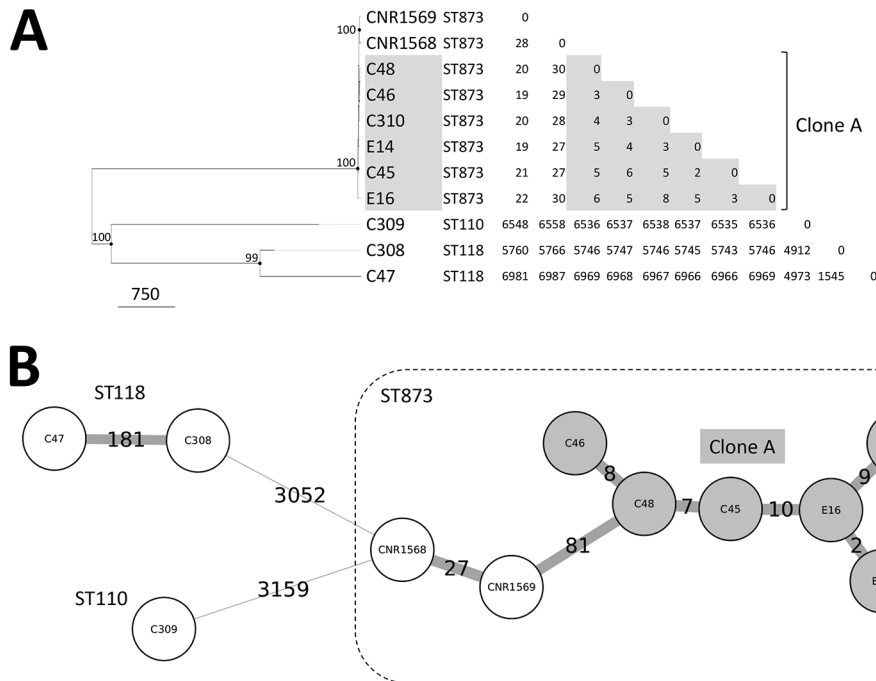 A
CNR1569 ST873 0
CNR1568 ST873 28 0
C48 ST873 20 30 0
C46 ST873 19 29 3 0
C310 ST873 20 28 4 3 0
E14 ST873 19 27 5 4 3 0
C45 ST873 21 27 5 6 5 2 0
E16 ST873 22 30 6 5 8 5 3 0
C309 ST110 6548 6558 6536 6537 6538 6537 6535 6536 0
C308 ST118 5760 5766 5746 5747 5746 5745 5743 5746 4912 0
C47 ST118 6981 6987 6969 6968 6967 6966 6966 6969 4973 1545 0
100
100
100
99
Clone A
750
B
ST118
ST873
C47
181
C308
3052
C46
8
Clone A
C48
7
C45
10
E16
9
2
81
CNR1568
27
CNR1569
3159
ST110
C309